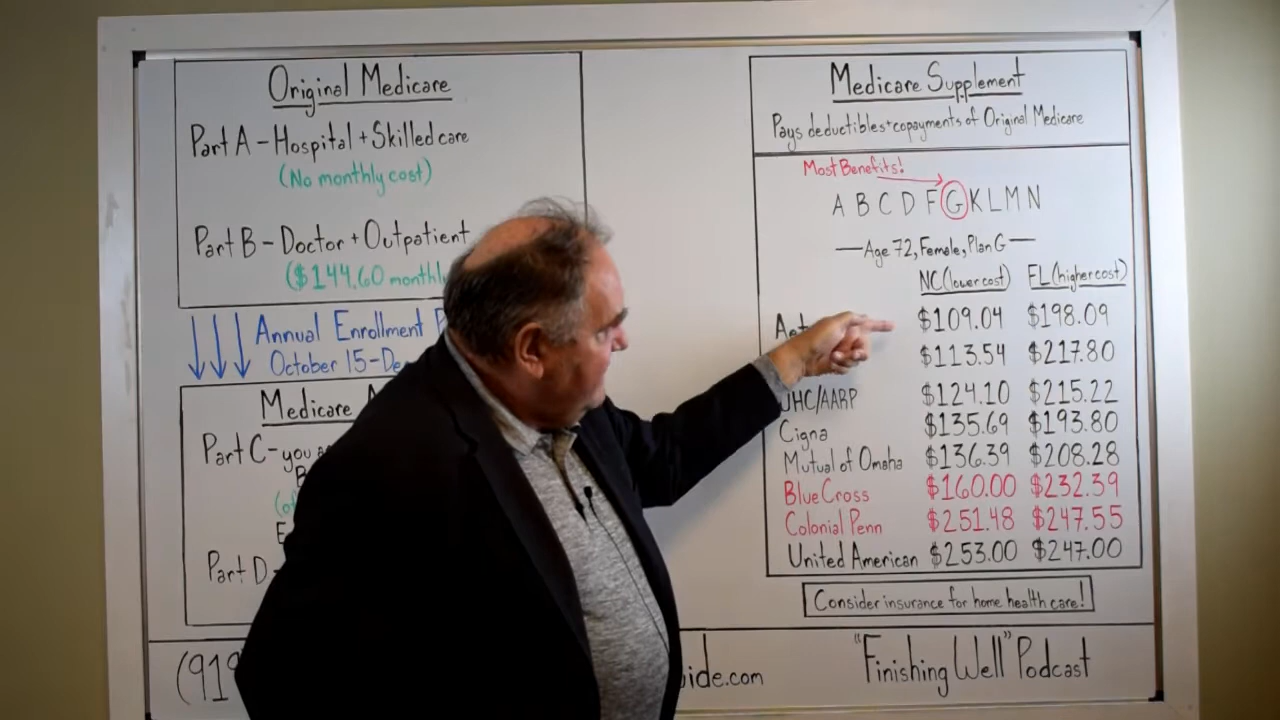 Original Medicare
Part A - Hospital + Skilled care
(No monthly cost)
Part B - Doctor + Outpatient
($144.60 monthly
Annual Enrollment
October 15-De
Medicare A
Part C - you
Part D -
(919
ide.com
Medicare Supplement
Pays deductibles + copayments of Original Medicare
Most Benefits!
A B C D F G K L M N
— Age 72, Female, Plan G —
NC (lower cost) FL (higher cost)
Aet $109.04 $198.09
$113.54 $217.80
UHC/AARP $124.10 $215.22
Cigna $135.69 $193.80
Mutual of Omaha $136.39 $208.28
Blue Cross $160.00 $232.39
Colonial Penn $251.48 $247.55
United American $253.00 $247.00
Consider insurance for home health care!
"Finishing Well" Podcast